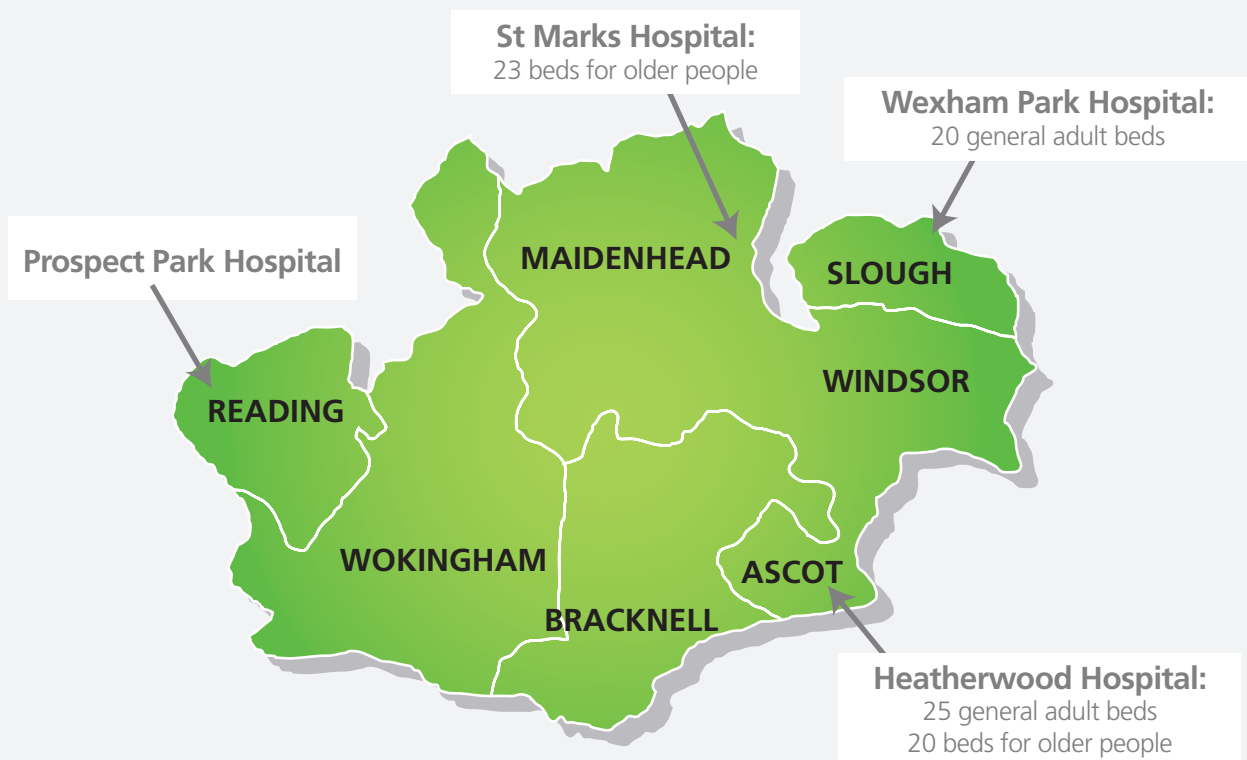 St Marks Hospital:
23 beds for older people
Wexham Park Hospital:
20 general adult beds
Prospect Park Hospital
MAIDENHEAD
SLOUGH
WINDSOR
READING
WOKINGHAM
ASCOT
BRACKNELL
Heatherwood Hospital:
25 general adult beds
20 beds for older people